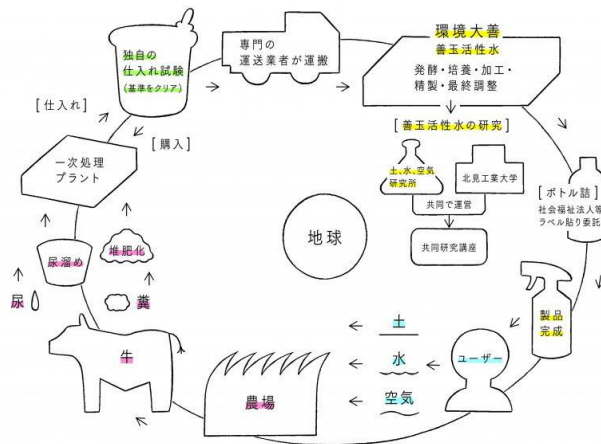 独自の
仕入れ試験
(基準をクリア)
専門の
運送業者が運搬
環境大善
善玉活性水
発酵・培養・加工・
精製・最終調整
[仕入れ]
[購入]
一次処理
プラント
[善玉活性水の研究]
土、水、空気
研究所
北見工業大学
共同で運営
共同研究講座
[ボトル詰]
社会福祉法人等
ラベル貼り委託
地球
尿溜め
堆肥化
尿
糞
製品
完成
牛
農場
土
水
空気
ユーザー